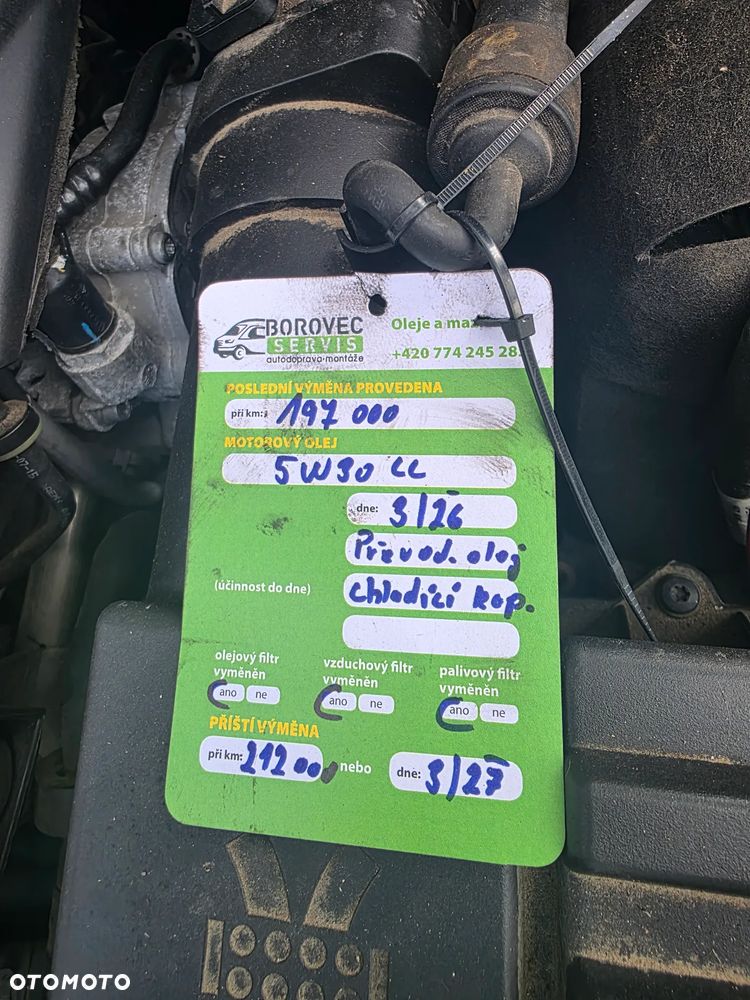 BOROVEC
SERVIS
autodoprava-montáže
Oleje a
+420 774 245 28
POSLEDNÍ VÝMĚNA PROVEDENA
při km: 197 000
MOTOROVÝ OLEJ
5W30 LL
dne: 3/26
Převod. olej
(účinnost do dne) Chladící kap.
olejový filtr vyměněn
ano ne
vzduchový filtr vyměněn
ano ne
palivový filtr vyměněn
ano ne
PŘÍŠTÍ VÝMĚNA
při km: 212 000 nebo dne: 3/27
OTOMOTO